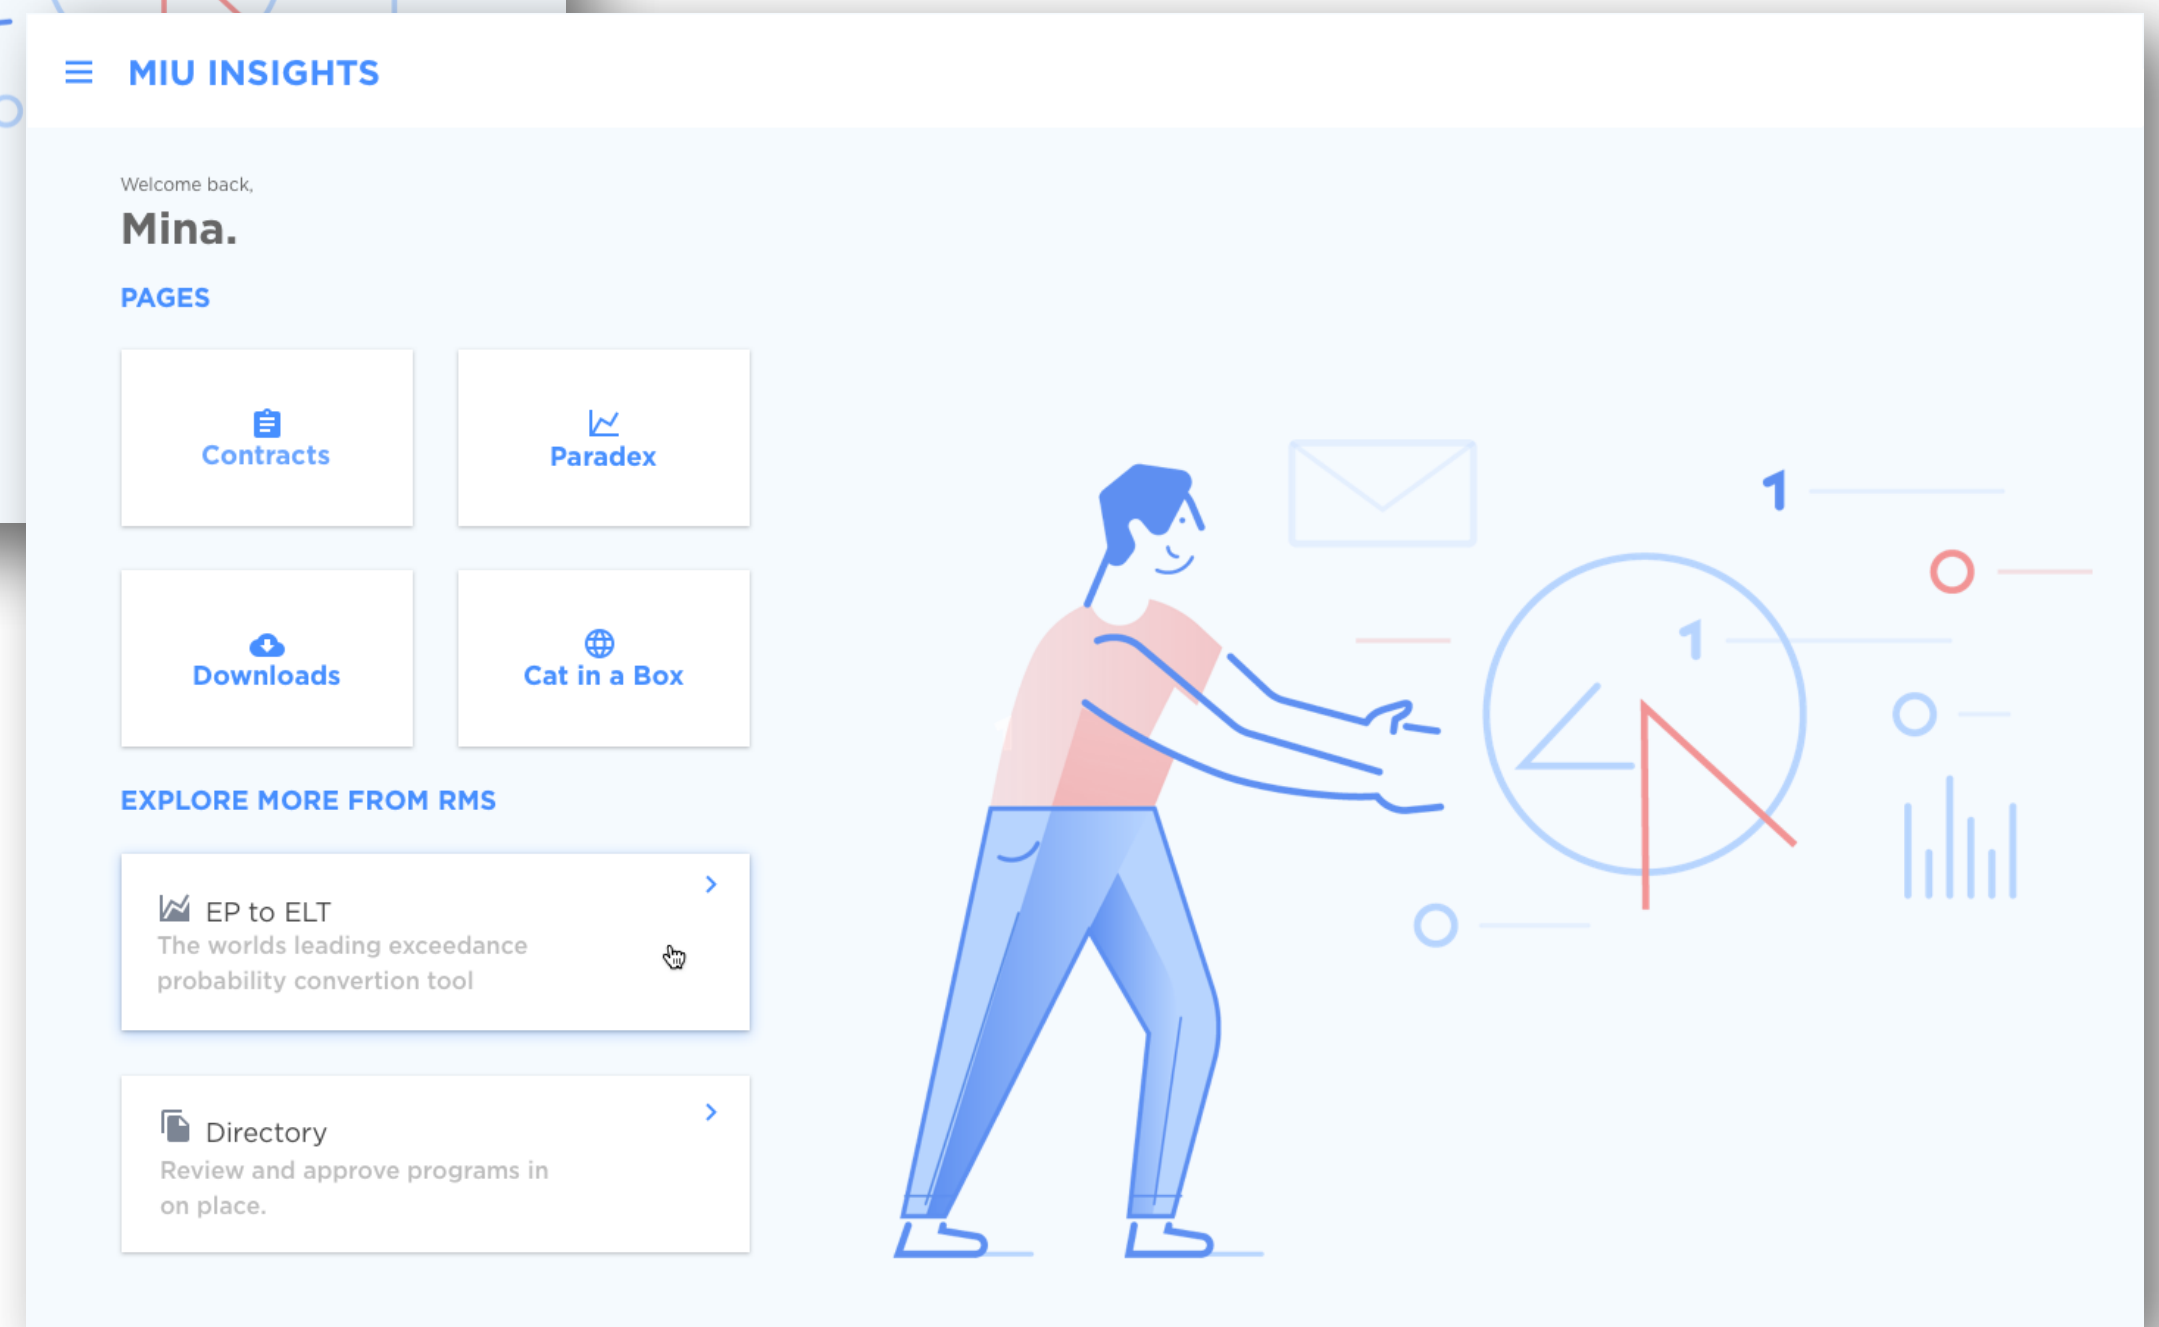 MIU INSIGHTS
Welcome back,
Mina.
PAGES
Contracts
Paradex
Downloads
Cat in a Box
EXPLORE MORE FROM RMS
EP to ELT
The worlds leading exceedance
probability convertion tool
Directory
Review and approve programs in
on place.
1
1